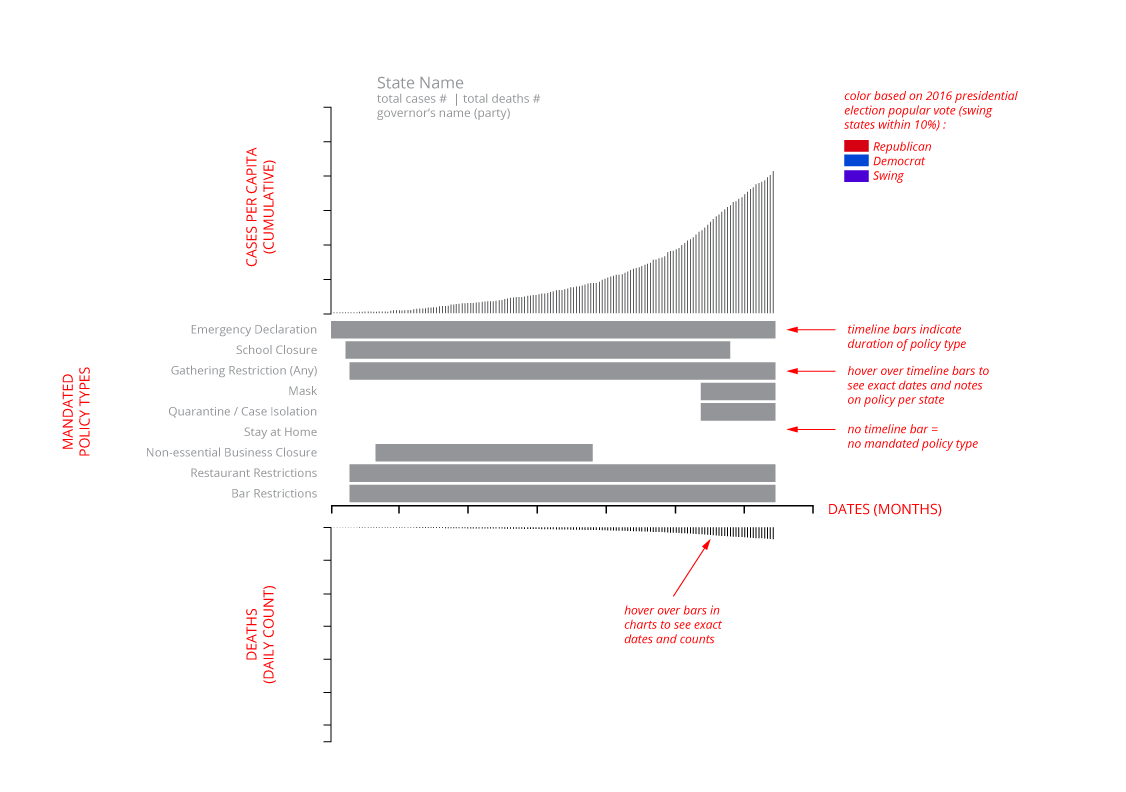 State Name
total cases # | total deaths #
governor's name (party)
color based on 2016 presidential
election popular vote (swing
states within 10%) :
Republican
Democrat
Swing
CASES PER CAPITA
(CUMULATIVE)
MANDATED
POLICY TYPES
Emergency Declaration
School Closure
Gathering Restriction (Any)
Mask
Quarantine / Case Isolation
Stay at Home
Non-essential Business Closure
Restaurant Restrictions
Bar Restrictions
timeline bars indicate
duration of policy type
hover over timeline bars to
see exact dates and notes
on policy per state
no timeline bar =
no mandated policy type
DATES (MONTHS)
DEATHS
(DAILY COUNT)
hover over bars in
charts to see exact
dates and counts